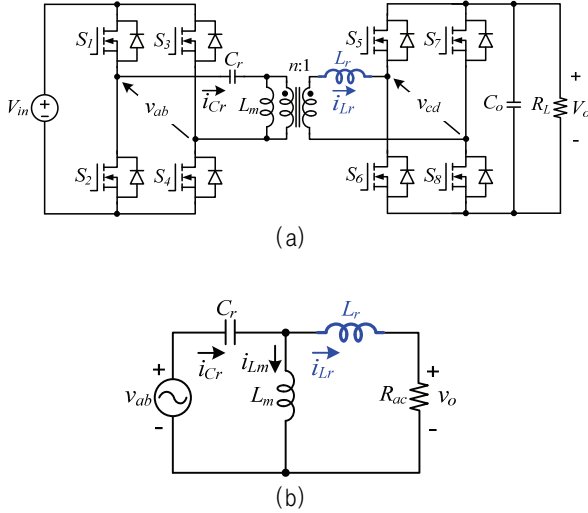 S1 S3 Cr n:1 Lr S5 S7
Vin vab iCr Lm iLr vcd Co RL + Vo -
S2 S4 S6 S8
(a)
Cr Lr
iCr iLm iLr
+ vab - Lm Rac + vo -
(b)